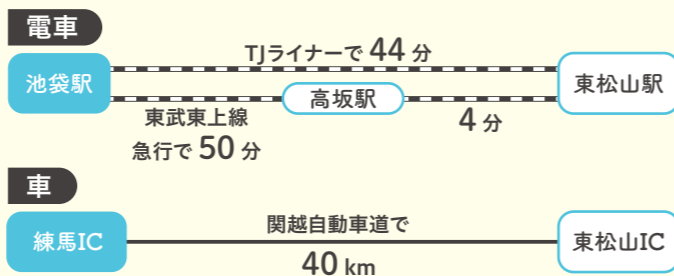 電車
TJライナーで 44 分
池袋駅
東松山駅
高坂駅
東武東上線
急行で 50 分
4 分
車
関越自動車道で
練馬IC
東松山IC
40 km